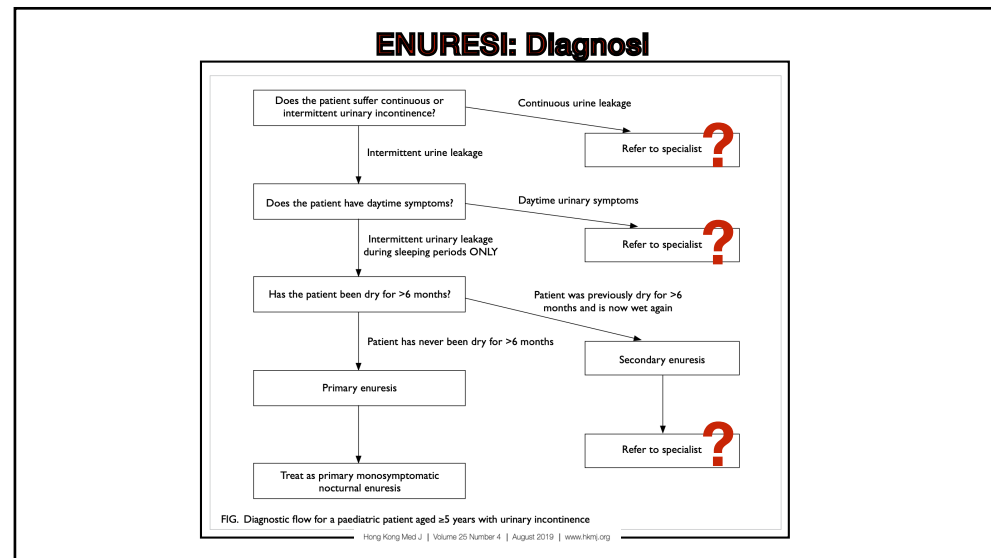 ENURESI: Diagnosi
Does the patient suffer continuous or
intermittent urinary incontinence?
Continuous urine leakage
Refer to specialist
?
Intermittent urine leakage
Does the patient have daytime symptoms?
Daytime urinary symptoms
Refer to specialist
?
Intermittent urinary leakage
during sleeping periods ONLY
Has the patient been dry for >6 months?
Patient was previously dry for >6
months and is now wet again
Patient has never been dry for >6 months
Secondary enuresis
Primary enuresis
Refer to specialist
?
Treat as primary monosymptomatic
nocturnal enuresis
FIG. Diagnostic flow for a paediatric patient aged ≥5 years with urinary incontinence
Hong Kong Med J | Volume 25 Number 4 | August 2019 | www.hkmj.org